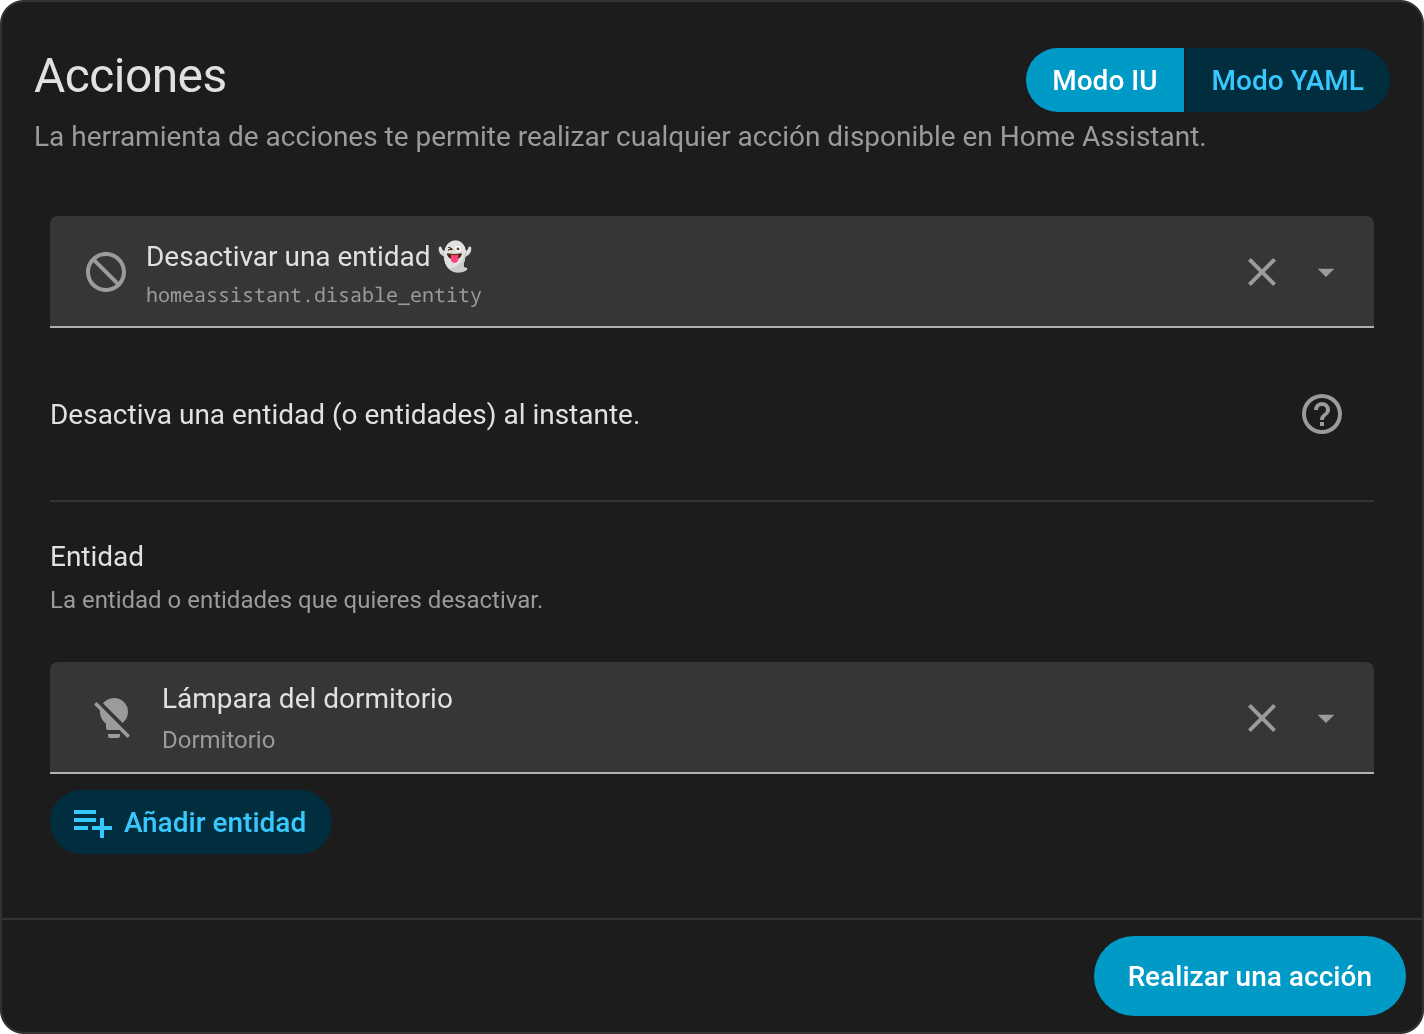 Acciones
Modo IU
Modo YAML
La herramienta de acciones te permite realizar cualquier acción disponible en Home Assistant.
Desactivar una entidad 👻
homeassistant.disable_entity
Desactiva una entidad (o entidades) al instante.
Entidad
La entidad o entidades que quieres desactivar.
Lámpara del dormitorio
Dormitorio
Añadir entidad
Realizar una acción